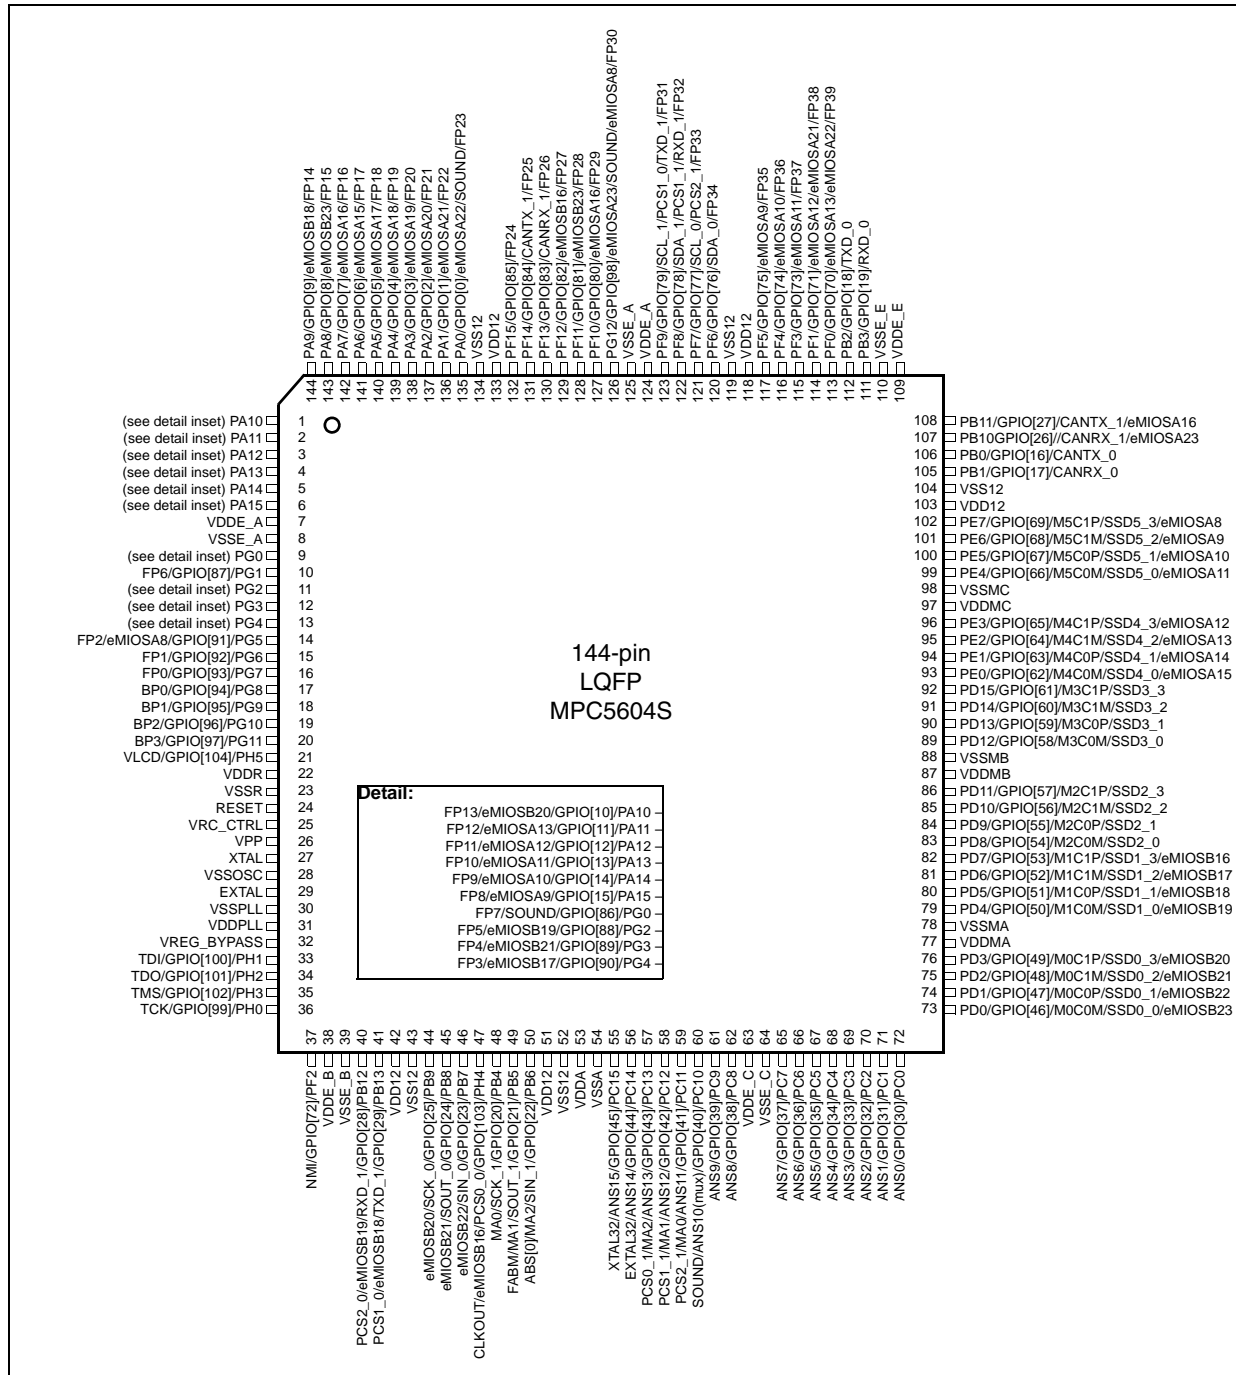 PA9/GPIO[9]/eMIOSB18/FP14
PA8/GPIO[8]/eMIOSB23/FP15
PA7/GPIO[7]/eMIOSA16/FP16
PA6/GPIO[6]/eMIOSA15/FP17
PA5/GPIO[5]/eMIOSA17/FP18
PA4/GPIO[4]/eMIOSA18/FP19
PA3/GPIO[3]/eMIOSA19/FP20
PA2/GPIO[2]/eMIOSA20/FP21
PA1/GPIO[1]/eMIOSA21/FP22
PA0/GPIO[0]/eMIOSA22/SOUND/FP23
VSS12
VDD12
PF15/GPIO[85]/FP24
PF14/GPIO[84]/CANTX_1/FP25
PF13/GPIO[83]/CANRX_1/FP26
PF12/GPIO[82]/eMIOSB16/FP27
PF11/GPIO[81]/eMIOSB23/FP28
PF10/GPIO[80]/eMIOSA16/FP29
PG12/GPIO[98]/eMIOSA23/SOUND/eMIOSA8/FP30
VSSE_A
VDDE_A
PF9/GPIO[79]/SCL_1/PCS1_0/TXD_1/FP31
PF8/GPIO[78]/SDA_1/PCS1_1/RXD_1/FP32
PF7/GPIO[77]/SCL_0/PCS2_1/FP33
PF6/GPIO[76]/SDA_0/FP34
VSS12
VDD12
PF5/GPIO[75]/eMIOSA9/FP35
PF4/GPIO[74]/eMIOSA10/FP36
PF3/GPIO[73]/eMIOSA11/FP37
PF1/GPIO[71]/eMIOSA12/eMIOSA21/FP38
PF0/GPIO[70]/eMIOSA13/eMIOSA22/FP39
PB2/GPIO[18]/TXD_0
PB3/GPIO[19]/RXD_0
VSSE_E
VDDE_E
144 143 142 141 140 139 138 137 136 135 134 133 132 131 130 129 128 127 126 125 124 123 122 121 120 119 118 117 116 115 114 113 112 111 110 109
(see detail inset) PA10 1
(see detail inset) PA11 2
(see detail inset) PA12 3
(see detail inset) PA13 4
(see detail inset) PA14 5
(see detail inset) PA15 6
VDDE_A 7
VSSE_A 8
(see detail inset) PG0 9
FP6/GPIO[87]/PG1 10
(see detail inset) PG2 11
(see detail inset) PG3 12
(see detail inset) PG4 13
FP2/eMIOSA8/GPIO[91]/PG5 14
FP1/GPIO[92]/PG6 15
FP0/GPIO[93]/PG7 16
BP0/GPIO[94]/PG8 17
BP1/GPIO[95]/PG9 18
BP2/GPIO[96]/PG10 19
BP3/GPIO[97]/PG11 20
VLCD/GPIO[104]/PH5 21
VDDR 22
VSSR 23
RESET 24
VRC_CTRL 25
VPP 26
XTAL 27
VSSOSC 28
EXTAL 29
VSSPLL 30
VDDPLL 31
VREG_BYPASS 32
TDI/GPIO[100]/PH1 33
TDO/GPIO[101]/PH2 34
TMS/GPIO[102]/PH3 35
TCK/GPIO[99]/PH0 36
144-pin
LQFP
MPC5604S
Detail:
FP13/eMIOSB20/GPIO[10]/PA10
FP12/eMIOSA13/GPIO[11]/PA11
FP11/eMIOSA12/GPIO[12]/PA12
FP10/eMIOSA11/GPIO[13]/PA13
FP9/eMIOSA10/GPIO[14]/PA14
FP8/eMIOSA9/GPIO[15]/PA15
FP7/SOUND/GPIO[86]/PG0
FP5/eMIOSB19/GPIO[88]/PG2
FP4/eMIOSB21/GPIO[89]/PG3
FP3/eMIOSB17/GPIO[90]/PG4
108 PB11/GPIO[27]/CANTX_1/eMIOSA16
107 PB10GPIO[26]//CANRX_1/eMIOSA23
106 PB0/GPIO[16]/CANTX_0
105 PB1/GPIO[17]/CANRX_0
104 VSS12
103 VDD12
102 PE7/GPIO[69]/M5C1P/SSD5_3/eMIOSA8
101 PE6/GPIO[68]/M5C1M/SSD5_2/eMIOSA9
100 PE5/GPIO[67]/M5C0P/SSD5_1/eMIOSA10
99 PE4/GPIO[66]/M5C0M/SSD5_0/eMIOSA11
98 VSSMC
97 VDDMC
96 PE3/GPIO[65]/M4C1P/SSD4_3/eMIOSA12
95 PE2/GPIO[64]/M4C1M/SSD4_2/eMIOSA13
94 PE1/GPIO[63]/M4C0P/SSD4_1/eMIOSA14
93 PE0/GPIO[62]/M4C0M/SSD4_0/eMIOSA15
92 PD15/GPIO[61]/M3C1P/SSD3_3
91 PD14/GPIO[60]/M3C1M/SSD3_2
90 PD13/GPIO[59]/M3C0P/SSD3_1
89 PD12/GPIO[58/M3C0M/SSD3_0
88 VSSMB
87 VDDMB
86 PD11/GPIO[57]/M2C1P/SSD2_3
85 PD10/GPIO[56]/M2C1M/SSD2_2
84 PD9/GPIO[55]/M2C0P/SSD2_1
83 PD8/GPIO[54]/M2C0M/SSD2_0
82 PD7/GPIO[53]/M1C1P/SSD1_3/eMIOSB16
81 PD6/GPIO[52]/M1C1M/SSD1_2/eMIOSB17
80 PD5/GPIO[51]/M1C0P/SSD1_1/eMIOSB18
79 PD4/GPIO[50]/M1C0M/SSD1_0/eMIOSB19
78 VSSMA
77 VDDMA
76 PD3/GPIO[49]/M0C1P/SSD0_3/eMIOSB20
75 PD2/GPIO[48]/M0C1M/SSD0_2/eMIOSB21
74 PD1/GPIO[47]/M0C0P/SSD0_1/eMIOSB22
73 PD0/GPIO[46]/M0C0M/SSD0_0/eMIOSB23
37 38 39 40 41 42 43 44 45 46 47 48 49 50 51 52 53 54 55 56 57 58 59 60 61 62 63 64 65 66 67 68 69 70 71 72
NMI/GPIO[72]/PF2
VDDE_B
VSSE_B
PCS2_0/eMIOSB19/RXD_1/GPIO[28]/PB12
PCS1_0/eMIOSB18/TXD_1/GPIO[29]/PB13
VDD12
VSS12
eMIOSB20/SCK_0/GPIO[25]/PB9
eMIOSB21/SOUT_0/GPIO[24]/PB8
eMIOSB22/SIN_0/GPIO[23]/PB7
CLKOUT/eMIOSB16/PCS0_0/GPIO[103]/PH4
MA0/SCK_1/GPIO[20]/PB4
FABM/MA1/SOUT_1/GPIO[21]/PB5
ABS[0]/MA2/SIN_1/GPIO[22]/PB6
VDD12
VSS12
VDDA
VSSA
XTAL32/ANS15/GPIO[45]/PC15
EXTAL32/ANS14/GPIO[44]/PC14
PCS0_1/MA2/ANS13/GPIO[43]/PC13
PCS1_1/MA1/ANS12/GPIO[42]/PC12
PCS2_1/MA0/ANS11/GPIO[41]/PC11
SOUND/ANS10(mux)/GPIO[40]/PC10
ANS9/GPIO[39]/PC9
ANS8/GPIO[38]/PC8
VDDE_C
VSSE_C
ANS7/GPIO[37]/PC7
ANS6/GPIO[36]/PC6
ANS5/GPIO[35]/PC5
ANS4/GPIO[34]/PC4
ANS3/GPIO[33]/PC3
ANS2/GPIO[32]/PC2
ANS1/GPIO[31]/PC1
ANS0/GPIO[30]/PC0